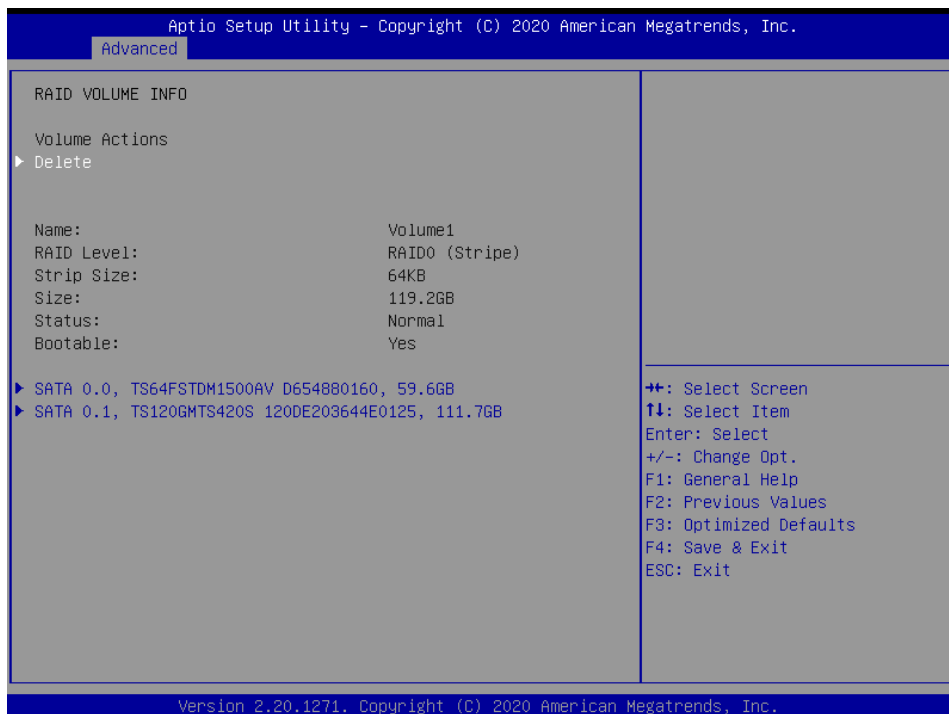 Aptio Setup Utility – Copyright (C) 2020 American Megatrends, Inc.
Advanced
RAID VOLUME INFO
Volume Actions
Delete
Name: Volume1
RAID Level: RAID0 (Stripe)
Strip Size: 64KB
Size: 119.2GB
Status: Normal
Bootable: Yes
SATA 0.0, TS64FSTDM1500AV D654880160, 59.6GB
SATA 0.1, TS120GMTS420S 120DE203644E0125, 111.7GB
→←: Select Screen
↑↓: Select Item
Enter: Select
+/-: Change Opt.
F1: General Help
F2: Previous Values
F3: Optimized Defaults
F4: Save & Exit
ESC: Exit
Version 2.20.1271. Copyright (C) 2020 American Megatrends, Inc.